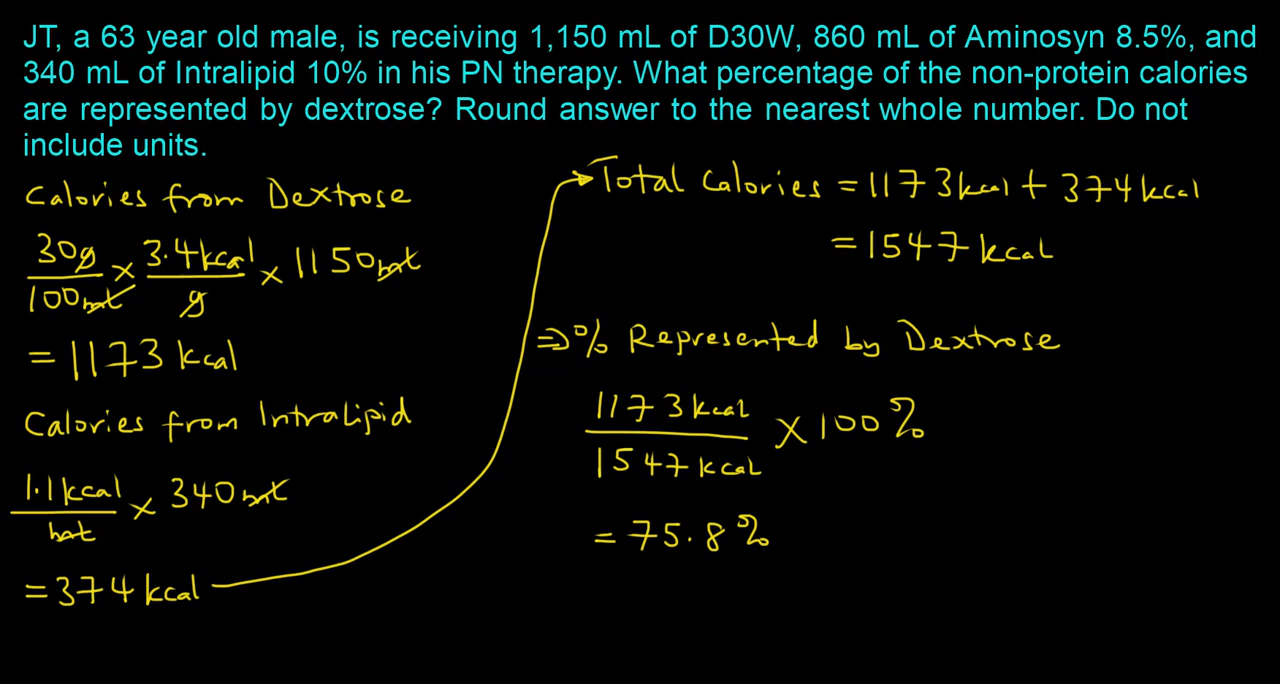 JT, a 63 year old male, is receiving 1,150 mL of D30W, 860 mL of Aminosyn 8.5%, and
340 mL of Intralipid 10% in his PN therapy. What percentage of the non-protein calories
are represented by dextrose? Round answer to the nearest whole number. Do not
include units.
Calories from Dextrose
30g/100mL × 3.4kcal/g × 1150mL
= 1173 kcal
Calories from Intralipid
1.1kcal/mL × 340mL
= 374 kcal
Total Calories = 1173kcal + 374kcal
= 1547 kcal
⇒ % Represented by Dextrose
1173kcal/1547kcal × 100%
= 75.8%